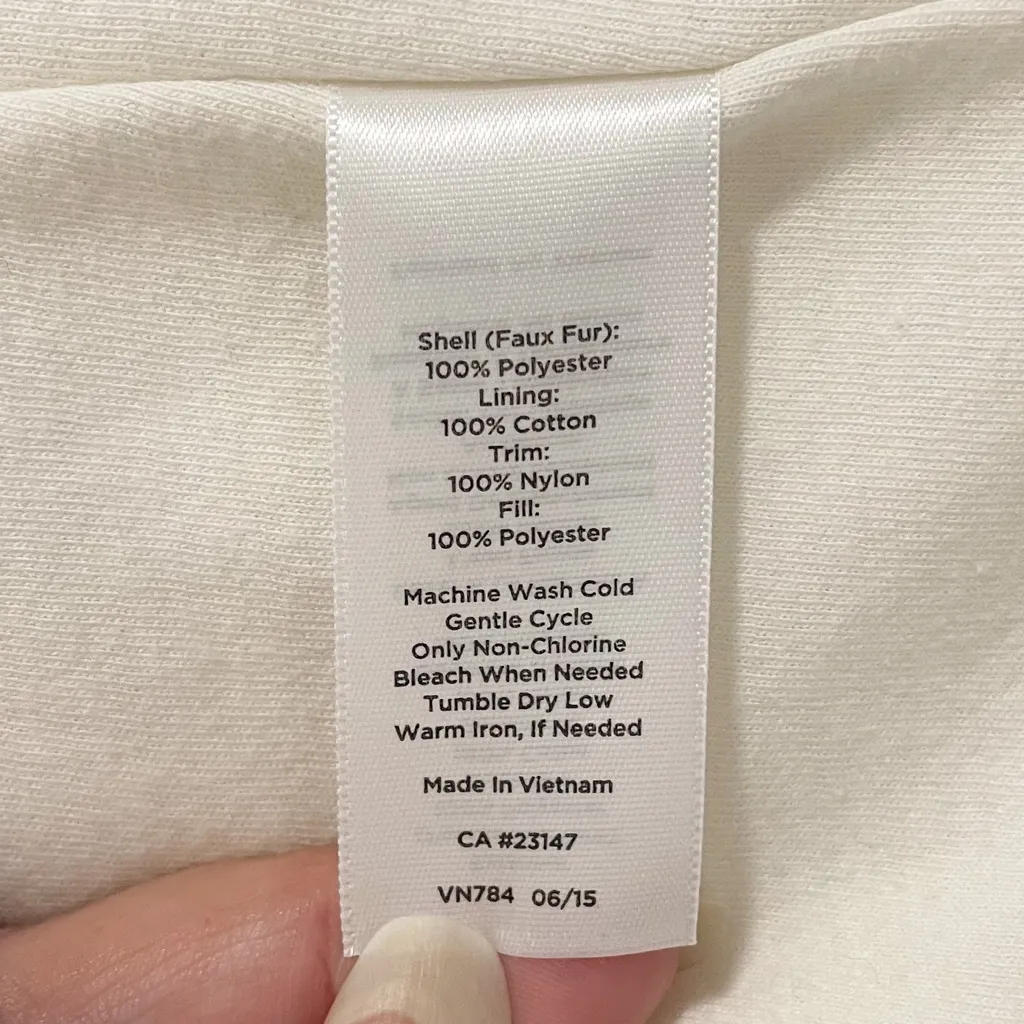 Shell (Faux Fur):
100% Polyester
Lining:
100% Cotton
Trim:
100% Nylon
Fill:
100% Polyester
Machine Wash Cold
Gentle Cycle
Only Non-Chlorine
Bleach When Needed
Tumble Dry Low
Warm Iron, If Needed
Made In Vietnam
CA #23147
VN784 06/15